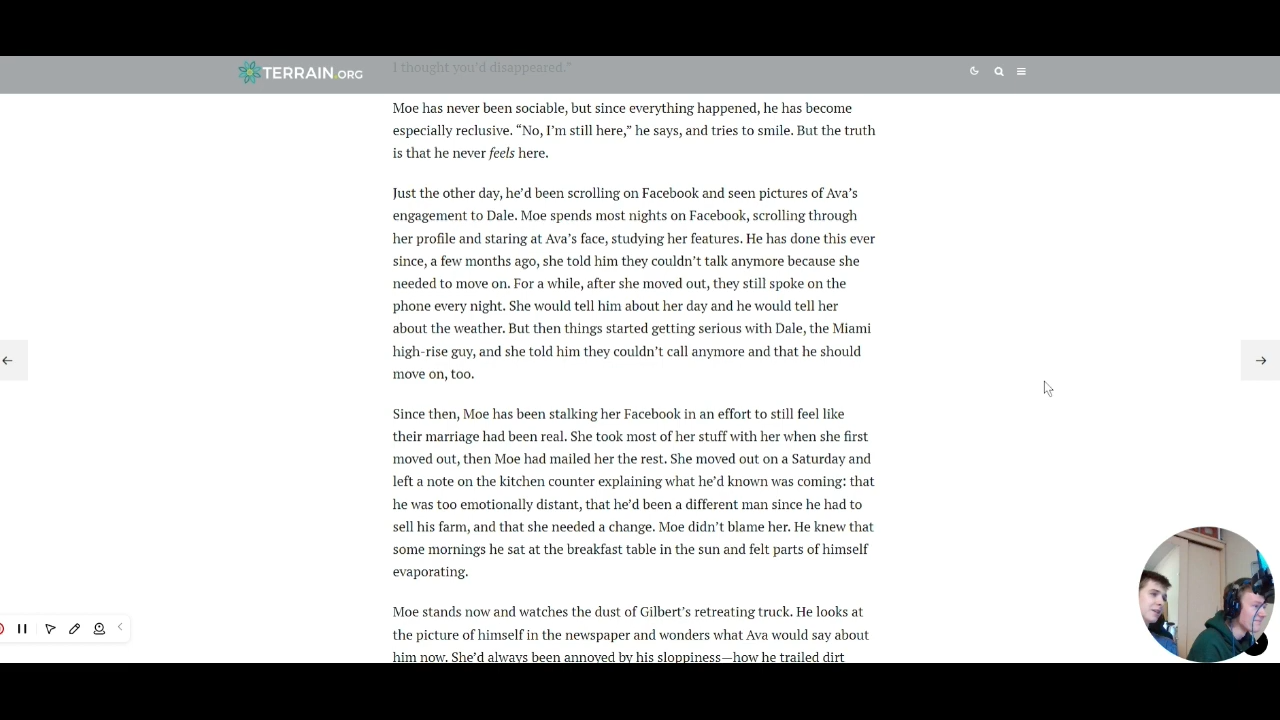 I thought you’d disappeared.”
TERRAIN.ORG
Moe has never been sociable, but since everything happened, he has become
especially reclusive. “No, I’m still here,” he says, and tries to smile. But the truth
is that he never feels here.
Just the other day, he’d been scrolling on Facebook and seen pictures of Ava’s
engagement to Dale. Moe spends most nights on Facebook, scrolling through
her profile and staring at Ava’s face, studying her features. He has done this ever
since, a few months ago, she told him they couldn’t talk anymore because she
needed to move on. For a while, after she moved out, they still spoke on the
phone every night. She would tell him about her day and he would tell her
about the weather. But then things started getting serious with Dale, the Miami
high-rise guy, and she told him they couldn’t call anymore and that he should
move on, too.
Since then, Moe has been stalking her Facebook in an effort to still feel like
their marriage had been real. She took most of her stuff with her when she first
moved out, then Moe had mailed her the rest. She moved out on a Saturday and
left a note on the kitchen counter explaining what he’d known was coming: that
he was too emotionally distant, that he’d been a different man since he had to
sell his farm, and that she needed a change. Moe didn’t blame her. He knew that
some mornings he sat at the breakfast table in the sun and felt parts of himself
evaporating.
Moe stands now and watches the dust of Gilbert’s retreating truck. He looks at
the picture of himself in the newspaper and wonders what Ava would say about
him now. She’d always been annoyed by his sloppiness—how he trailed dirt